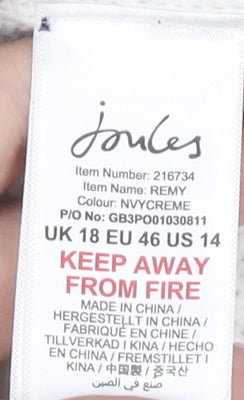 Joules
Item Number: 216734
Item Name: REMY
Colour: NVYCREME
P/O No: GB3PO01030811
UK 18 EU 46 US 14
KEEP AWAY
FROM FIRE
MADE IN CHINA /
HERGESTELLT IN CHINA /
FABRIQUÉ EN CHINE /
TILLVERKAD I KINA / HECHO
EN CHINA / FREMSTILLET I
KINA / 中国製 / 중국산
صنع في الصين